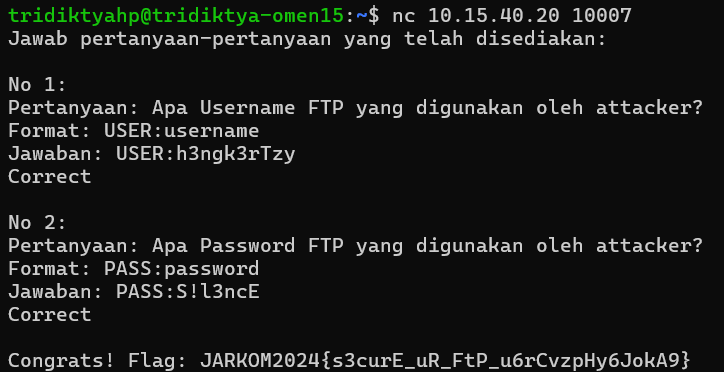 tridiktyahp@tridiktya-omen15:~$ nc 10.15.40.20 10007
Jawab pertanyaan-pertanyaan yang telah disediakan:
No 1:
Pertanyaan: Apa Username FTP yang digunakan oleh attacker?
Format: USER:username
Jawaban: USER:h3ngk3rTzy
Correct
No 2:
Pertanyaan: Apa Password FTP yang digunakan oleh attacker?
Format: PASS:password
Jawaban: PASS:S!l3ncE
Correct
Congrats! Flag: JARKOM2024{s3curE_uR_FtP_u6rCvzpHy6JokA9}